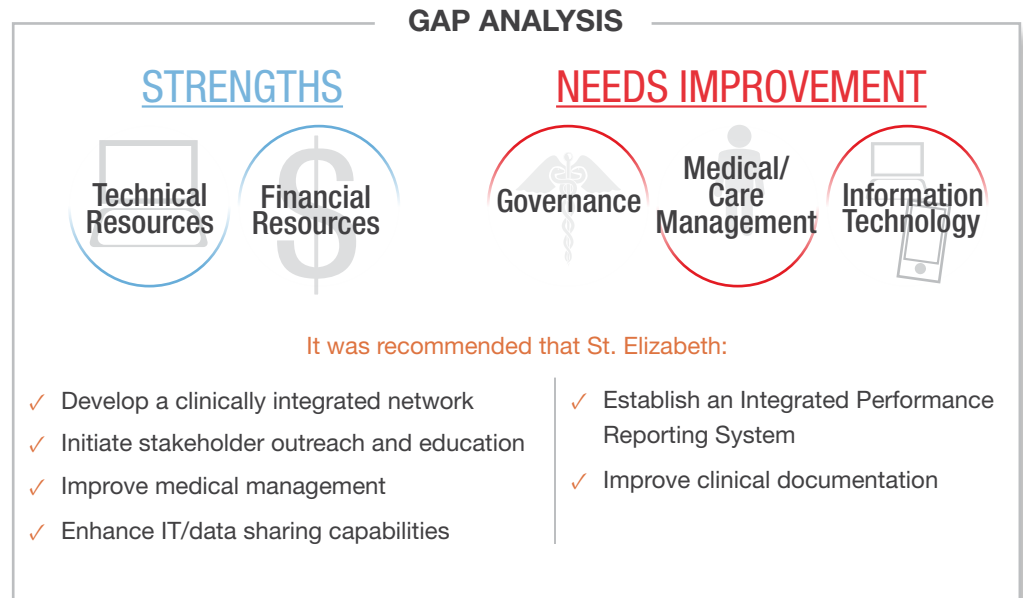 GAP ANALYSIS
STRENGTHS
Technical
Resources
Financial
Resources
NEEDS IMPROVEMENT
Governance
Medical/
Care
Management
Information
Technology
It was recommended that St. Elizabeth:
✓ Develop a clinically integrated network
✓ Initiate stakeholder outreach and education
✓ Improve medical management
✓ Enhance IT/data sharing capabilities
✓ Establish an Integrated Performance
Reporting System
✓ Improve clinical documentation